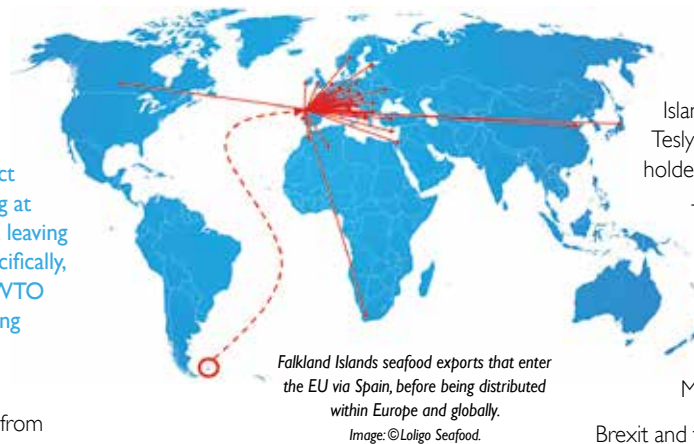 ct
g at
leaving
cifically,
WTO
ng
from
Falkland Islands seafood exports that enter
the EU via Spain, before being distributed
within Europe and globally.
Image: © Loligo Seafood.
Islan
Tesly
holde
M
Brexit and t